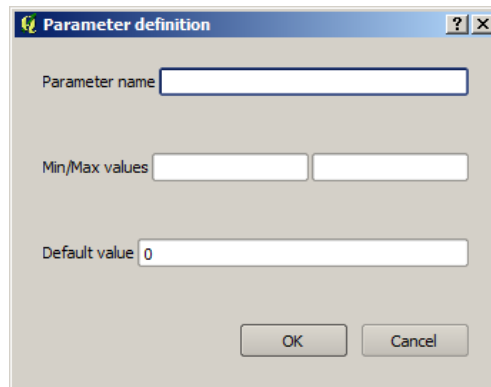 Parameter definition
Parameter name
Min/Max values
Default value 0
OK Cancel